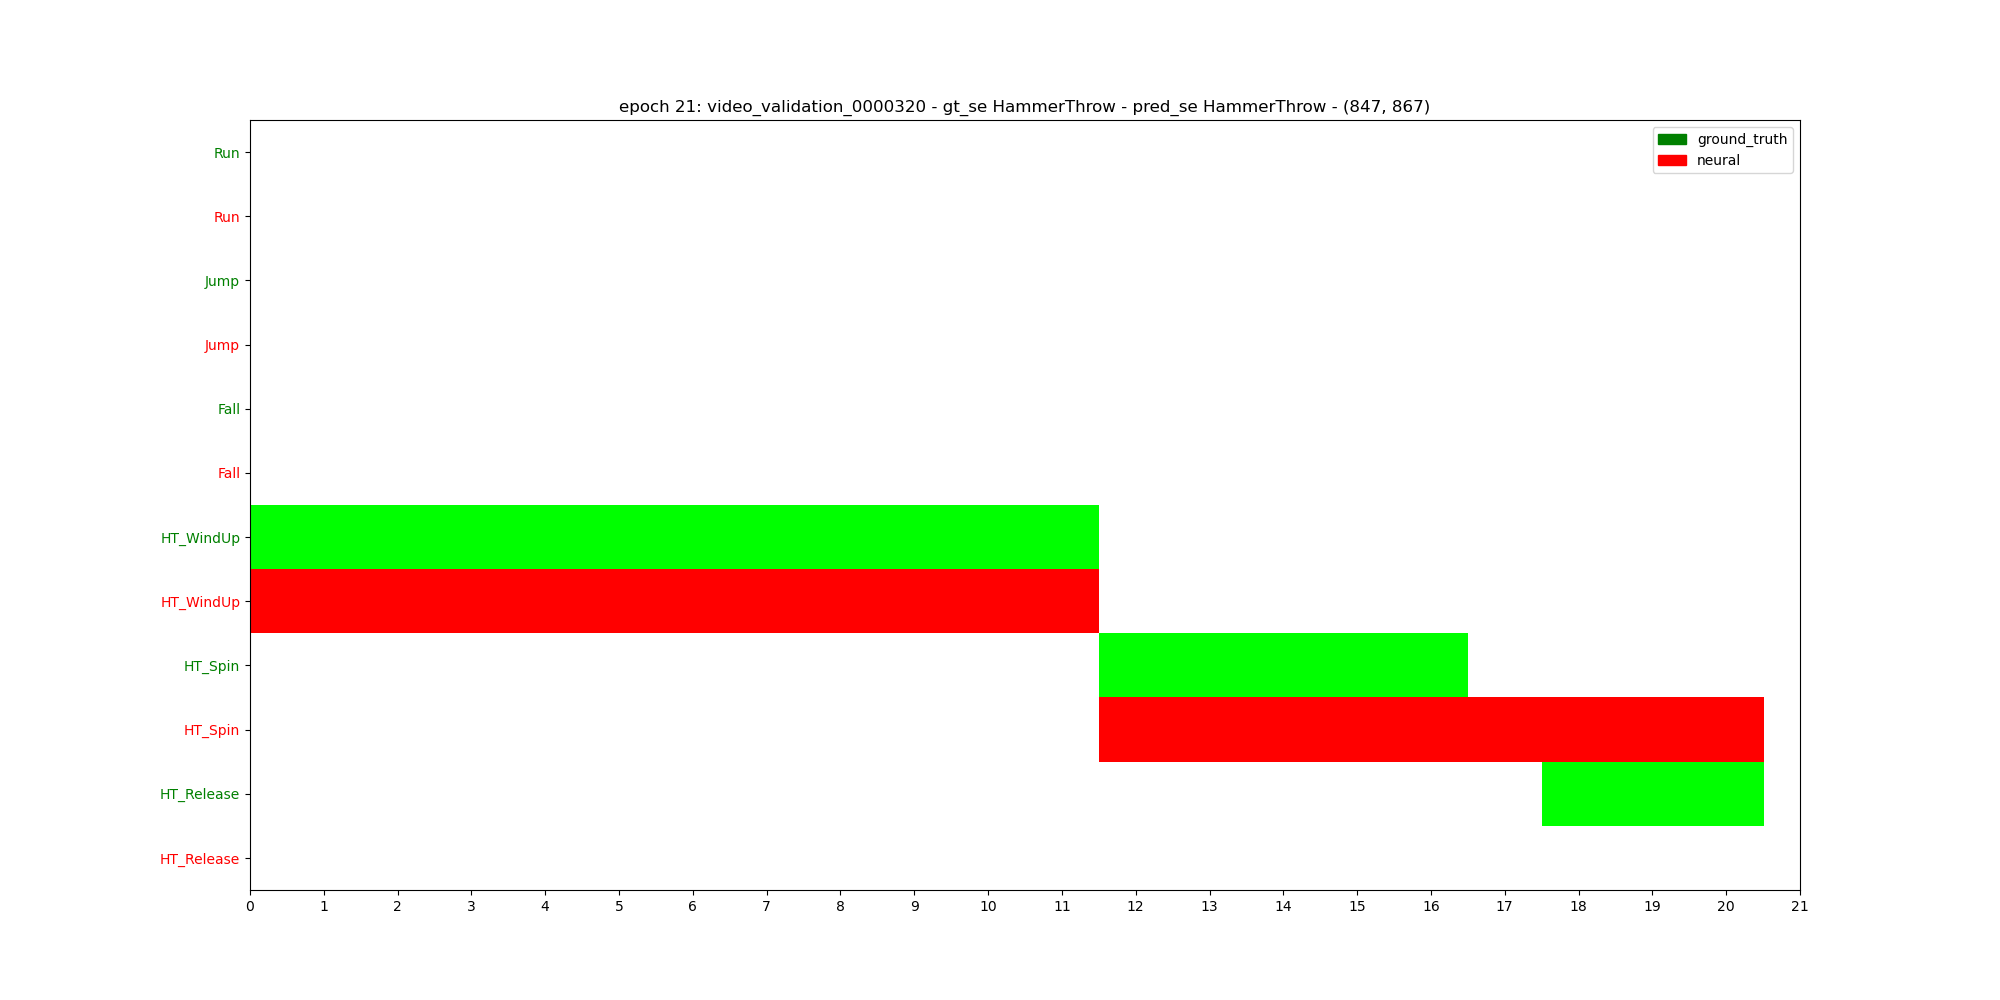 epoch 21: video_validation_0000320 - gt_se HammerThrow - pred_se HammerThrow - (847, 867)
ground_truth
neural
Run
Run
Jump
Jump
Fall
Fall
HT_WindUp
HT_WindUp
HT_Spin
HT_Spin
HT_Release
HT_Release
0 1 2 3 4 5 6 7 8 9 10 11 12 13 14 15 16 17 18 19 20 21